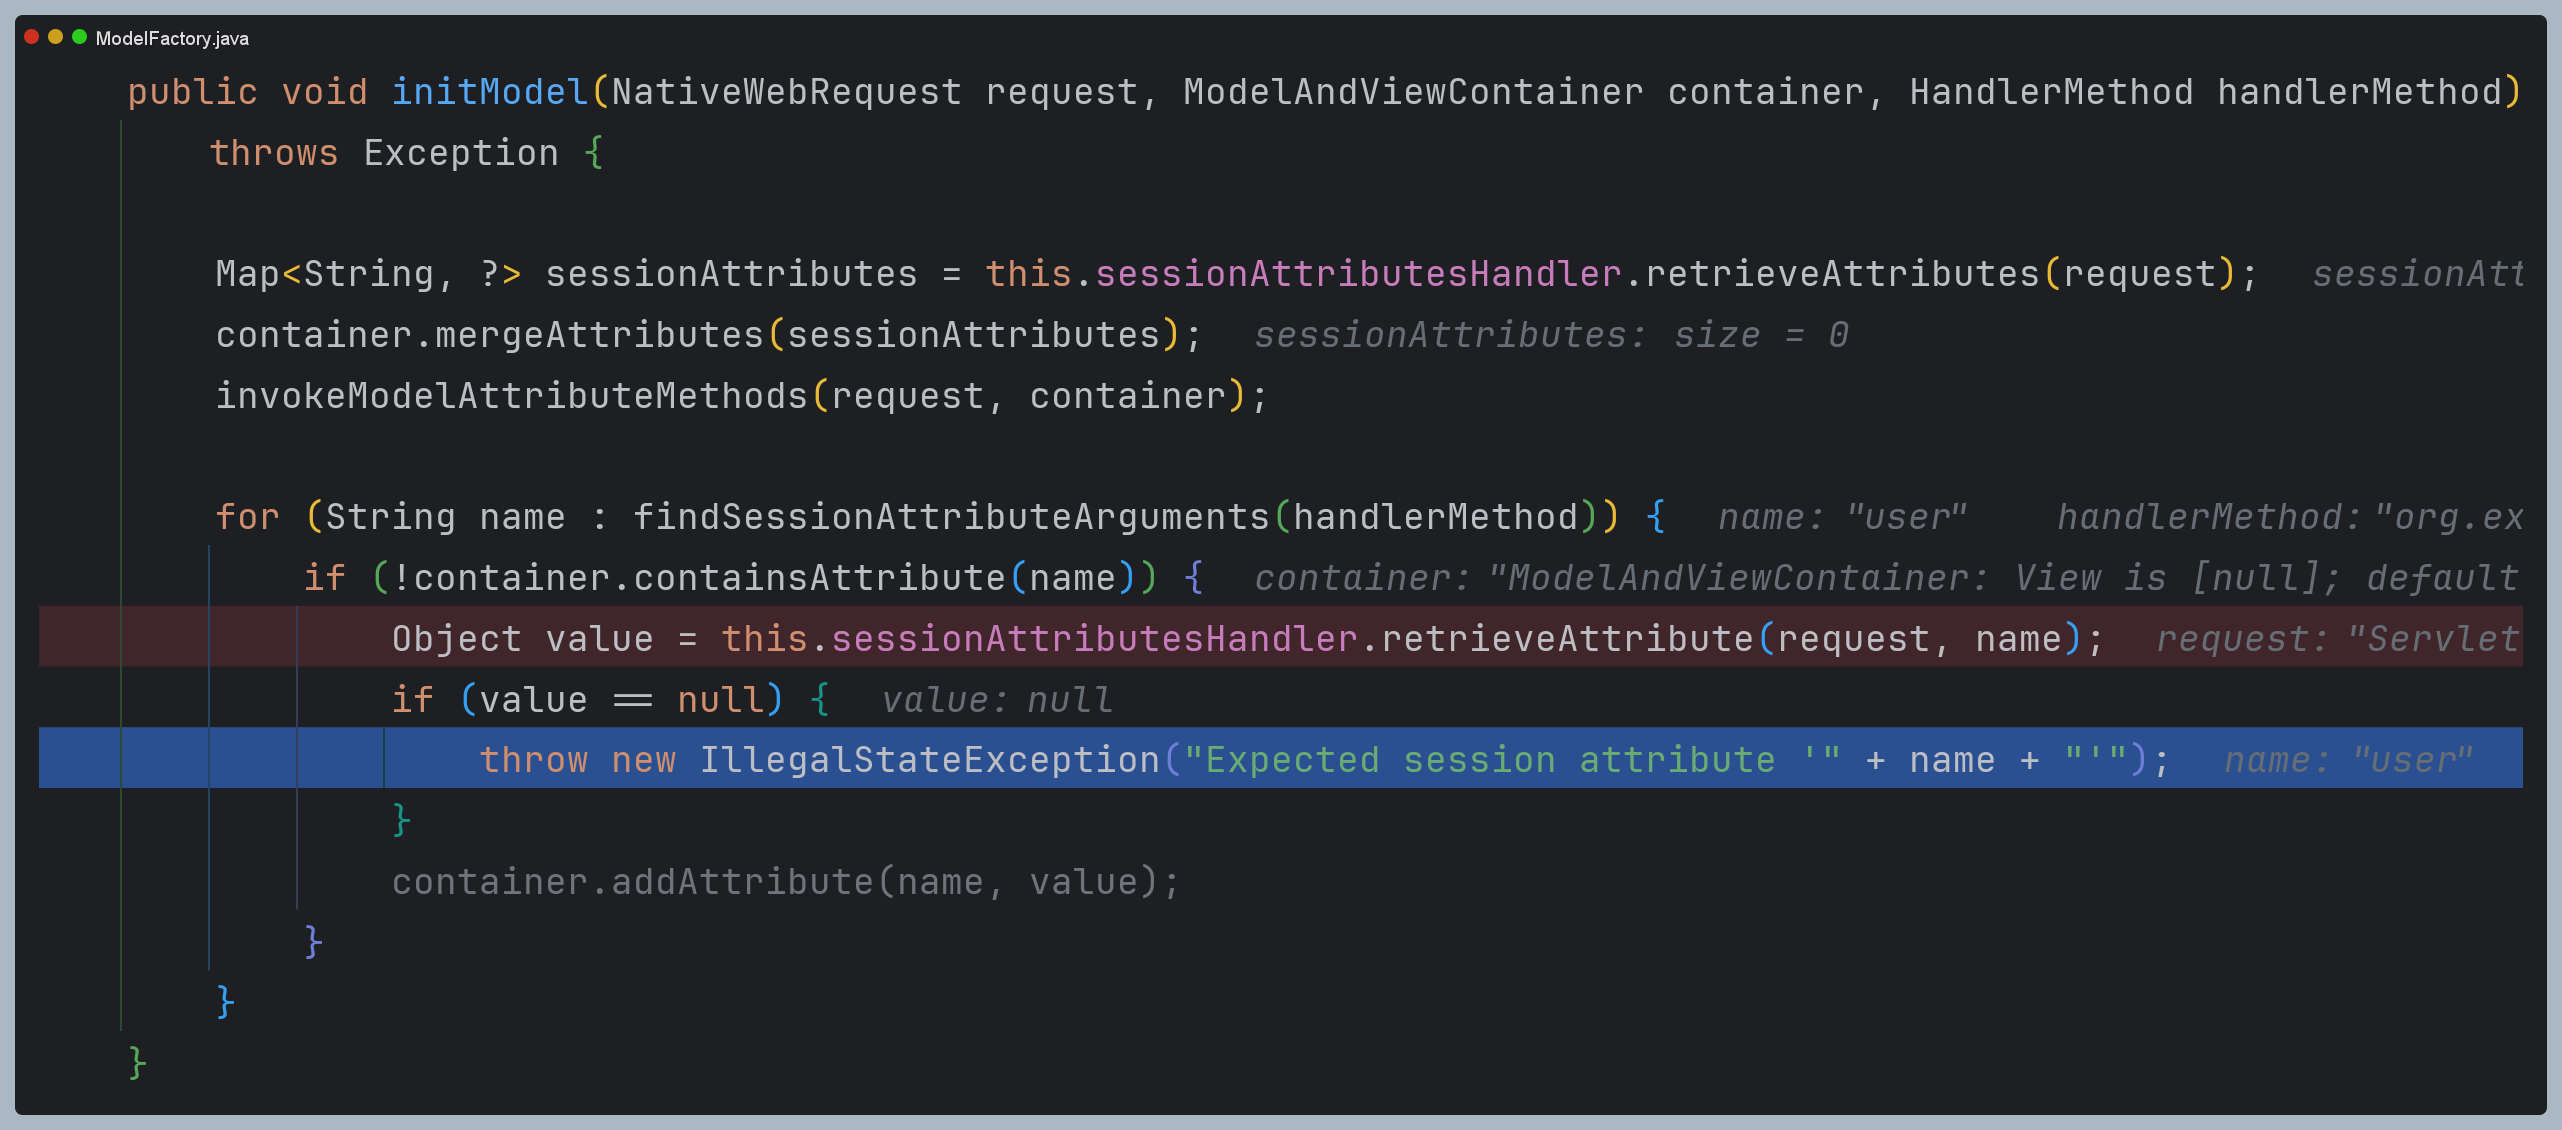 ModelFactory.java
public void initModel(NativeWebRequest request, ModelAndViewContainer container, HandlerMethod handlerMethod)
throws Exception {
Map<String, ?> sessionAttributes = this.sessionAttributesHandler.retrieveAttributes(request); sessionAtt
container.mergeAttributes(sessionAttributes); sessionAttributes: size = 0
invokeModelAttributeMethods(request, container);
for (String name : findSessionAttributeArguments(handlerMethod)) { name: "user" handlerMethod: "org.ex
if (!container.containsAttribute(name)) { container: "ModelAndViewContainer: View is [null]; default
Object value = this.sessionAttributesHandler.retrieveAttribute(request, name); request: "Servlet
if (value == null) { value: null
throw new IllegalStateException("Expected session attribute '" + name + "'"); name: "user"
}
container.addAttribute(name, value);
}
}
}